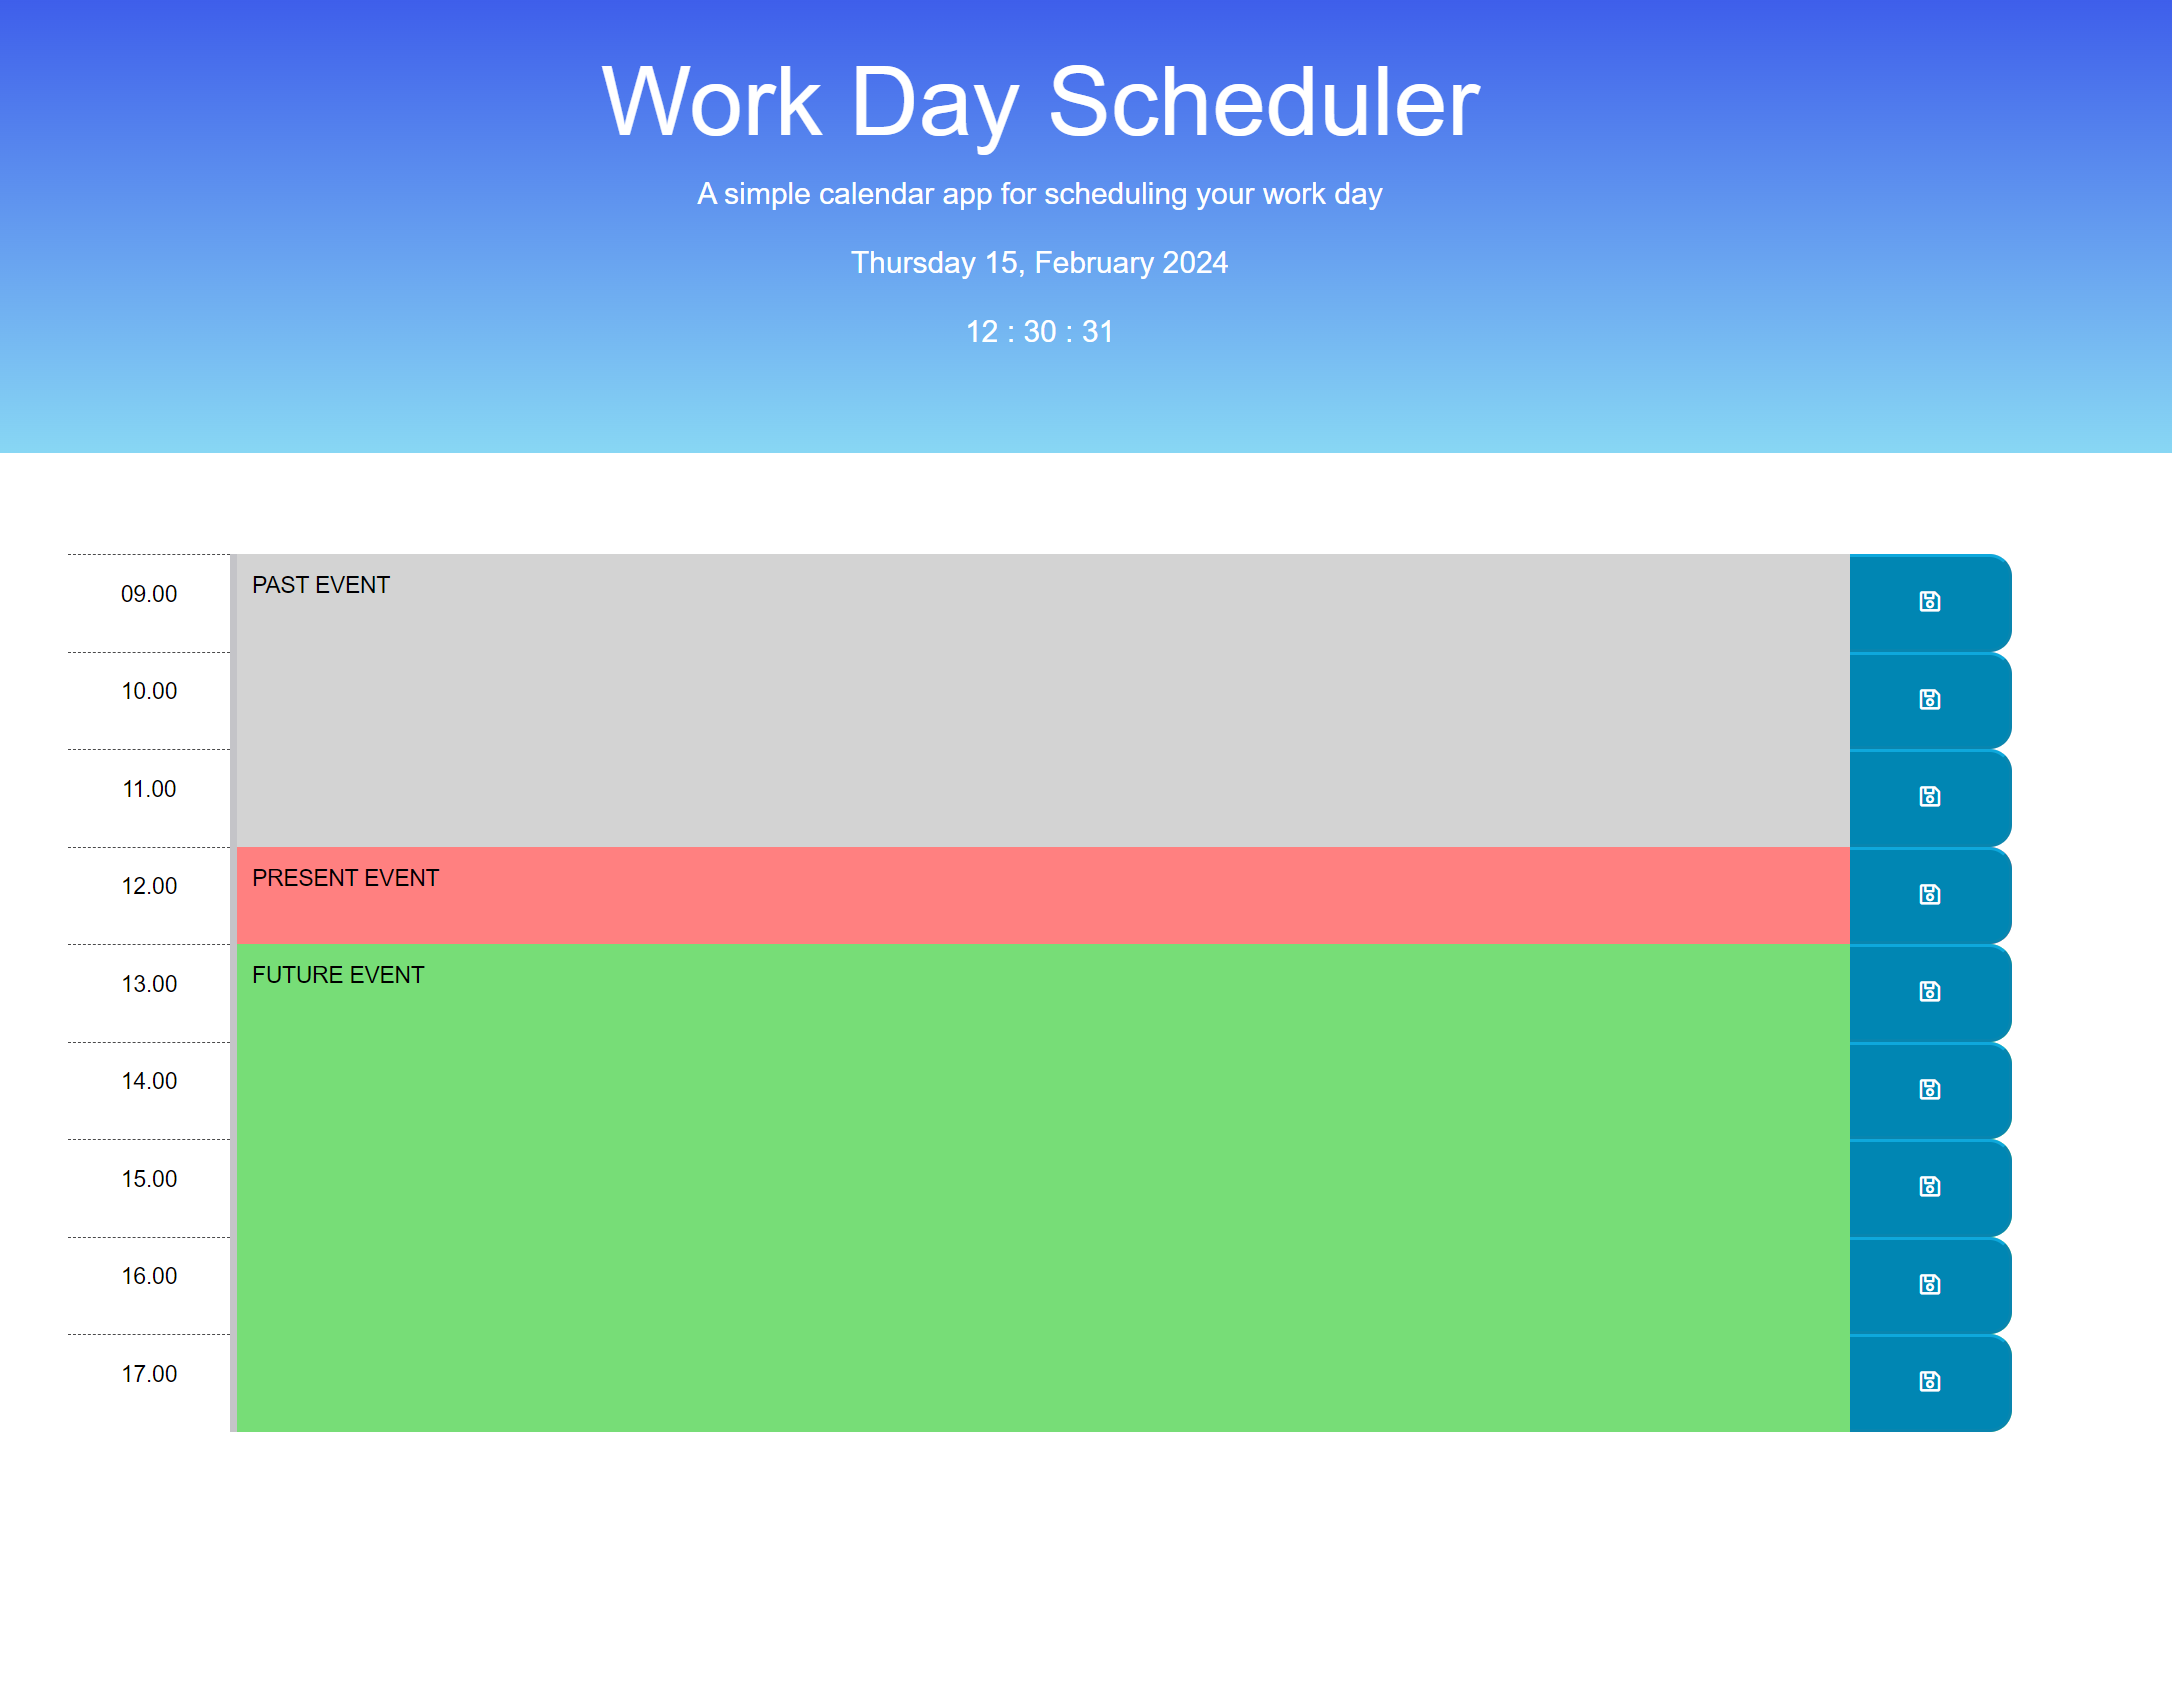 Work Day Scheduler
A simple calendar app for scheduling your work day
Thursday 15, February 2024
12 : 30 : 31
09.00 PAST EVENT
10.00
11.00
12.00 PRESENT EVENT
13.00 FUTURE EVENT
14.00
15.00
16.00
17.00